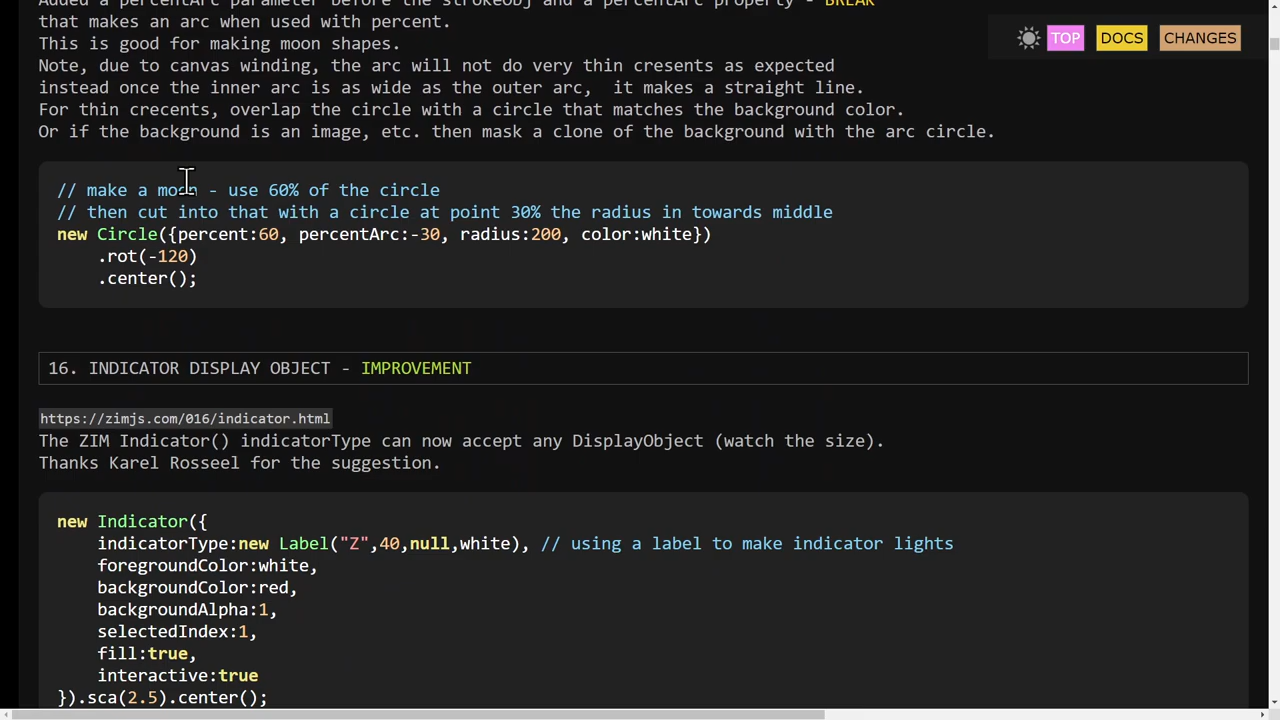 Added a percentArc parameter before the strokeObj and a percentArc property - BREAK
that makes an arc when used with percent.
This is good for making moon shapes.
Note, due to canvas winding, the arc will not do very thin cresents as expected
instead once the inner arc is as wide as the outer arc,  it makes a straight line.
For thin crecents, overlap the circle with a circle that matches the background color.
Or if the background is an image, etc. then mask a clone of the background with the arc circle.
TOP DOCS CHANGES
// make a moon - use 60% of the circle
// then cut into that with a circle at point 30% the radius in towards middle
new Circle({percent:60, percentArc:-30, radius:200, color:white})
    .rot(-120)
    .center();
16. INDICATOR DISPLAY OBJECT - IMPROVEMENT
https://zimjs.com/016/indicator.html
The ZIM Indicator() indicatorType can now accept any DisplayObject (watch the size).
Thanks Karel Rosseel for the suggestion.
new Indicator({
    indicatorType:new Label("Z",40,null,white), // using a label to make indicator lights
    foregroundColor:white,
    backgroundColor:red,
    backgroundAlpha:1,
    selectedIndex:1,
    fill:true,
    interactive:true
}).sca(2.5).center();